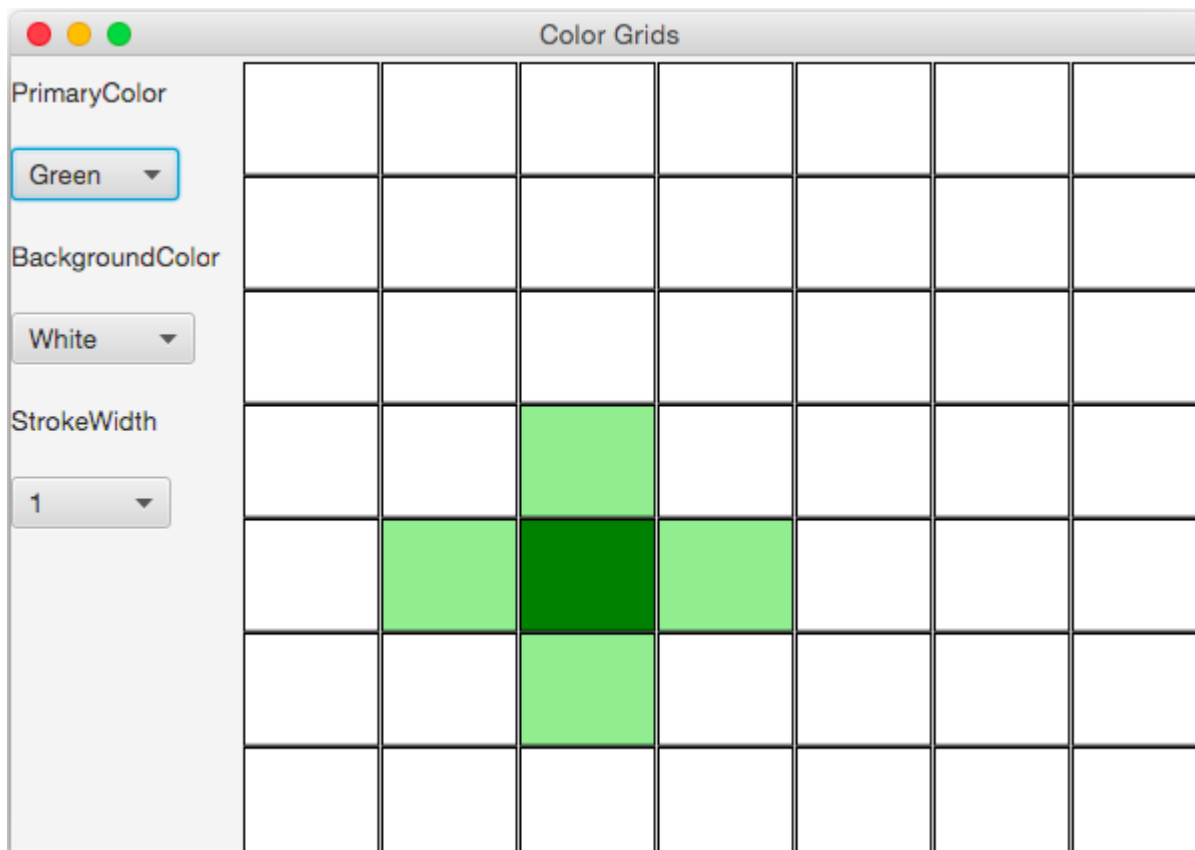 Color Grids
PrimaryColor
Green
BackgroundColor
White
StrokeWidth
1